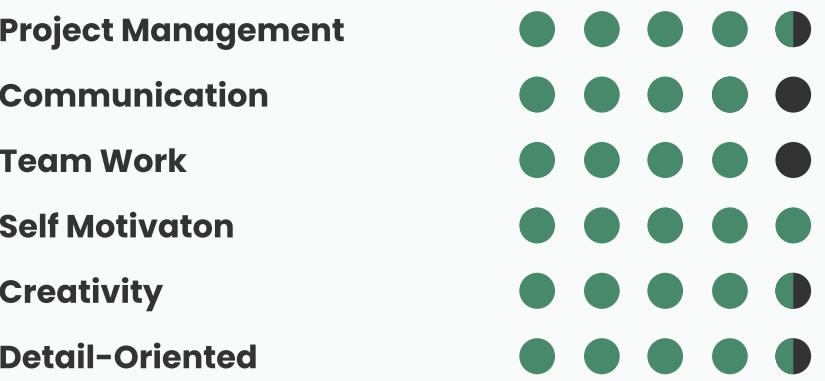 Project Management
Communication
Team Work
Self Motivaton
Creativity
Detail-Oriented